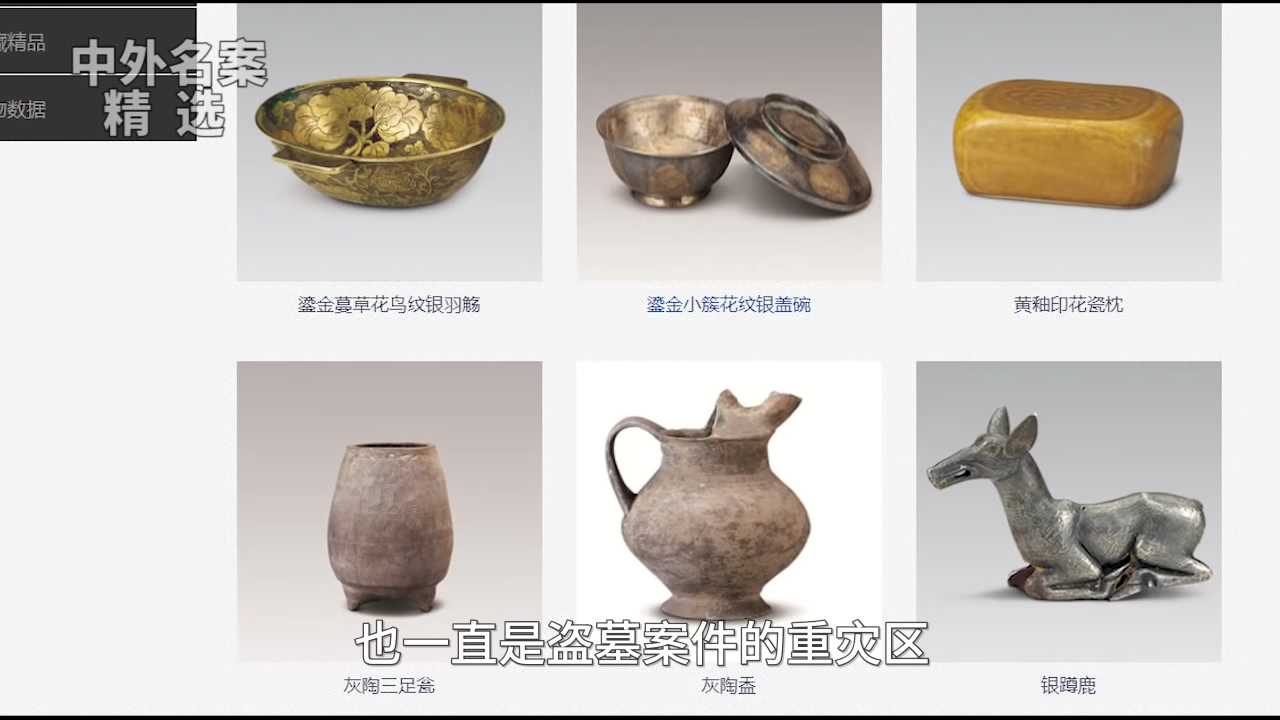 藏精品
中外名案
精选
物数据
鎏金蔓草花鸟纹银羽觞
鎏金小簇花纹银盖碗
黄釉印花瓷枕
也一直是盗墓案件的重灾区
灰陶三足瓮
灰陶盉
银蹲鹿